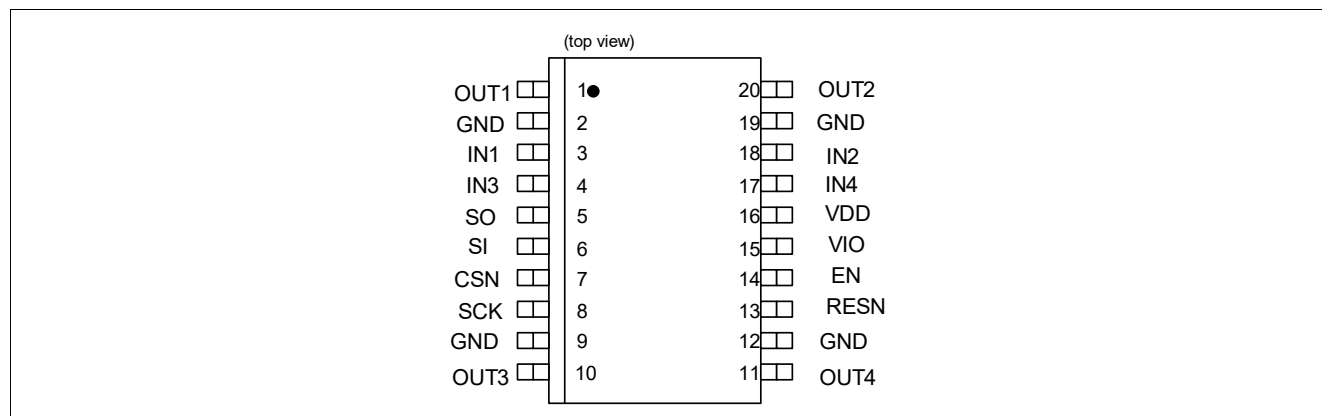 (top view)
OUT1 1 20 OUT2
GND 2 19 GND
IN1 3 18 IN2
IN3 4 17 IN4
SO 5 16 VDD
SI 6 15 VIO
CSN 7 14 EN
SCK 8 13 RESN
GND 9 12 GND
OUT3 10 11 OUT4